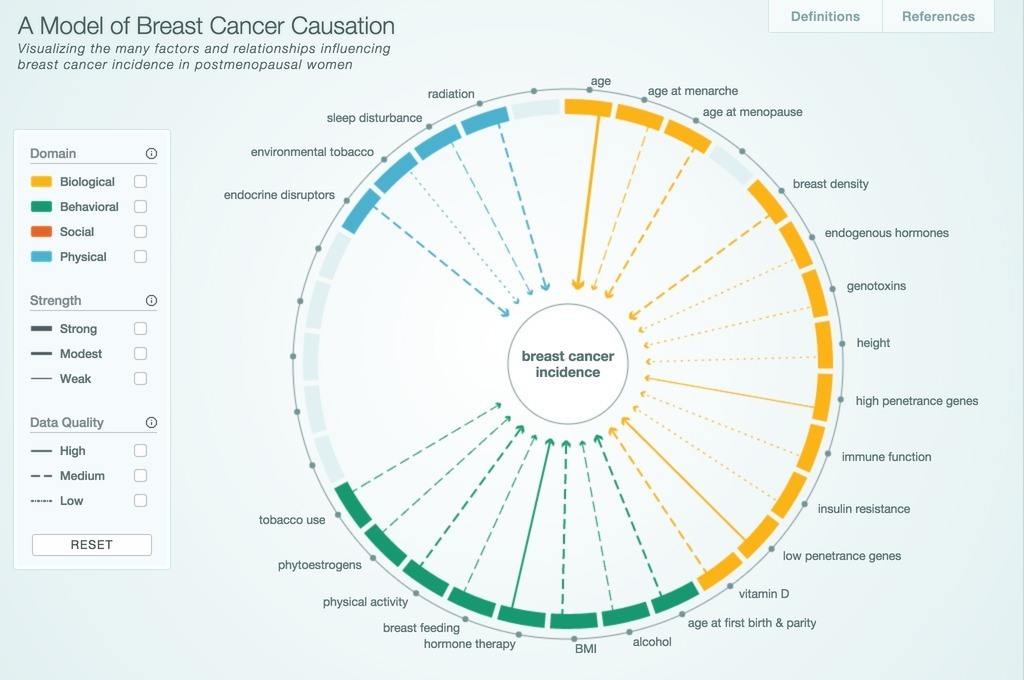 A Model of Breast Cancer Causation
Visualizing the many factors and relationships influencing
breast cancer incidence in postmenopausal women
Definitions
References
Domain
Biological
Behavioral
Social
Physical
Strength
Strong
Modest
Weak
Data Quality
High
Medium
Low
RESET
age
age at menarche
age at menopause
breast density
endogenous hormones
genotoxins
height
high penetrance genes
immune function
insulin resistance
low penetrance genes
vitamin D
age at first birth & parity
alcohol
BMI
hormone therapy
breast feeding
physical activity
phytoestrogens
tobacco use
endocrine disruptors
environmental tobacco
sleep disturbance
radiation
breast cancer
incidence